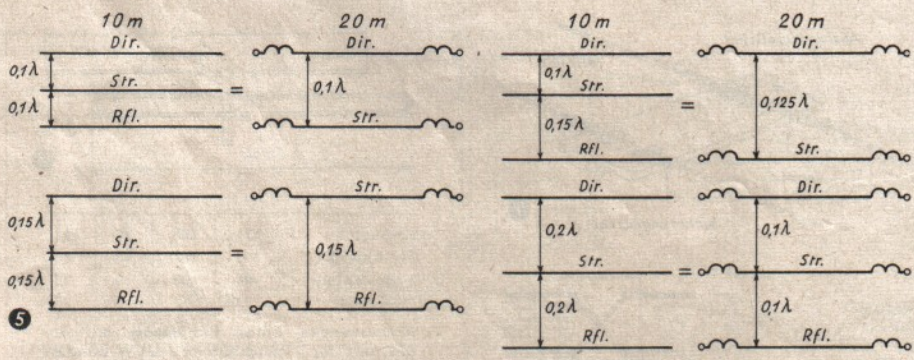 10 m 20 m 10 m 20 m
Dir. Dir. Dir. Dir.
0,1λ 0,1λ 0,1λ 0,125λ
Str. = Str. =
0,1λ 0,15λ
Rfl. Str. Rfl. Str.
Dir. Str. Dir. Dir.
0,15λ 0,15λ 0,2λ 0,1λ
Str. = Str. = Str.
0,15λ 0,2λ 0,1λ
Rfl. Rfl. Rfl. Rfl.
5